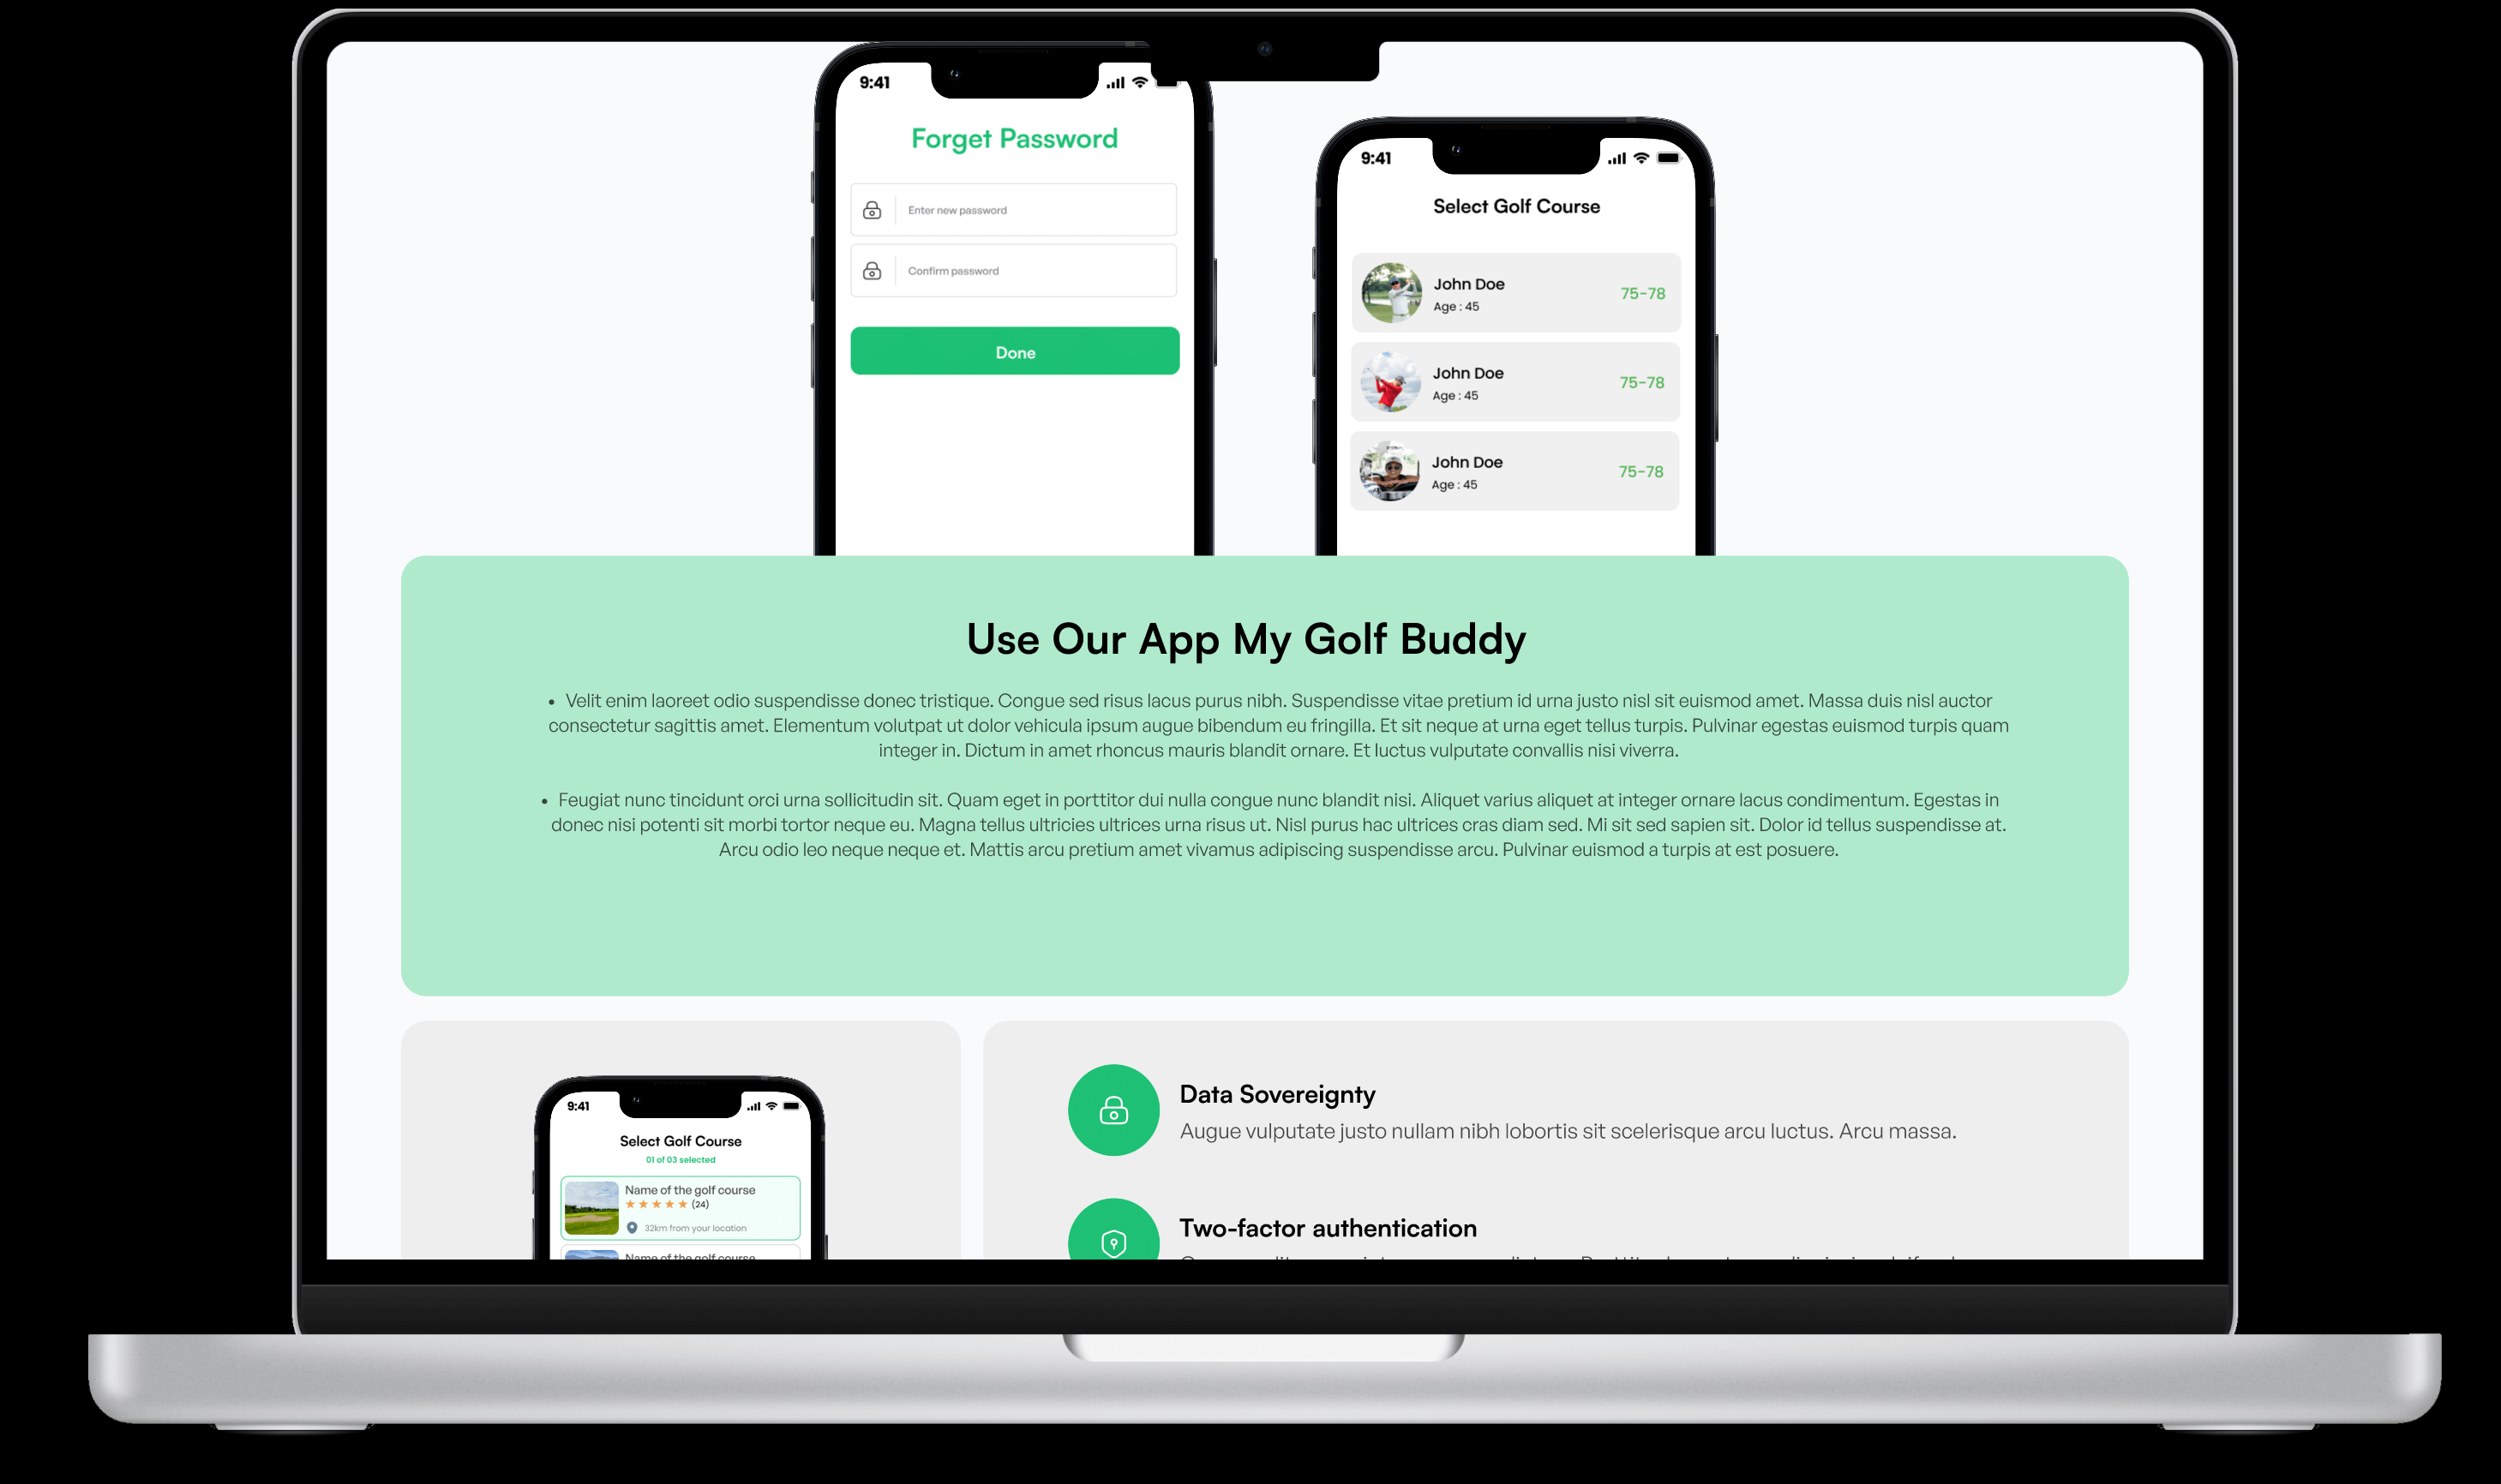 9:41
Forget Password
Enter new password
Confirm password
Done
9:41
Select Golf Course
John Doe
Age : 45
75-78
John Doe
Age : 45
75-78
John Doe
Age : 45
75-78
Use Our App My Golf Buddy
• Velit enim laoreet odio suspendisse donec tristique. Congue sed risus lacus purus nibh. Suspendisse vitae pretium id urna justo nisl sit euismod amet. Massa duis nisl auctor
consectetur sagittis amet. Elementum volutpat ut dolor vehicula ipsum augue bibendum eu fringilla. Et sit neque at urna eget tellus turpis. Pulvinar egestas euismod turpis quam
integer in. Dictum in amet rhoncus mauris blandit ornare. Et luctus vulputate convallis nisi viverra.
• Feugiat nunc tincidunt orci urna sollicitudin sit. Quam eget in porttitor dui nulla congue nunc blandit nisi. Aliquet varius aliquet at integer ornare lacus condimentum. Egestas in
donec nisi potenti sit morbi tortor neque eu. Magna tellus ultricies ultrices urna risus ut. Nisl purus hac ultrices cras diam sed. Mi sit sed sapien sit. Dolor id tellus suspendisse at.
Arcu odio leo neque neque et. Mattis arcu pretium amet vivamus adipiscing suspendisse arcu. Pulvinar euismod a turpis at est posuere.
9:41
Select Golf Course
01 of 03 selected
Name of the golf course
(24)
32km from your location
Name of the golf course
Data Sovereignty
Augue vulputate justo nullam nibh lobortis sit scelerisque arcu luctus. Arcu massa.
Two-factor authentication